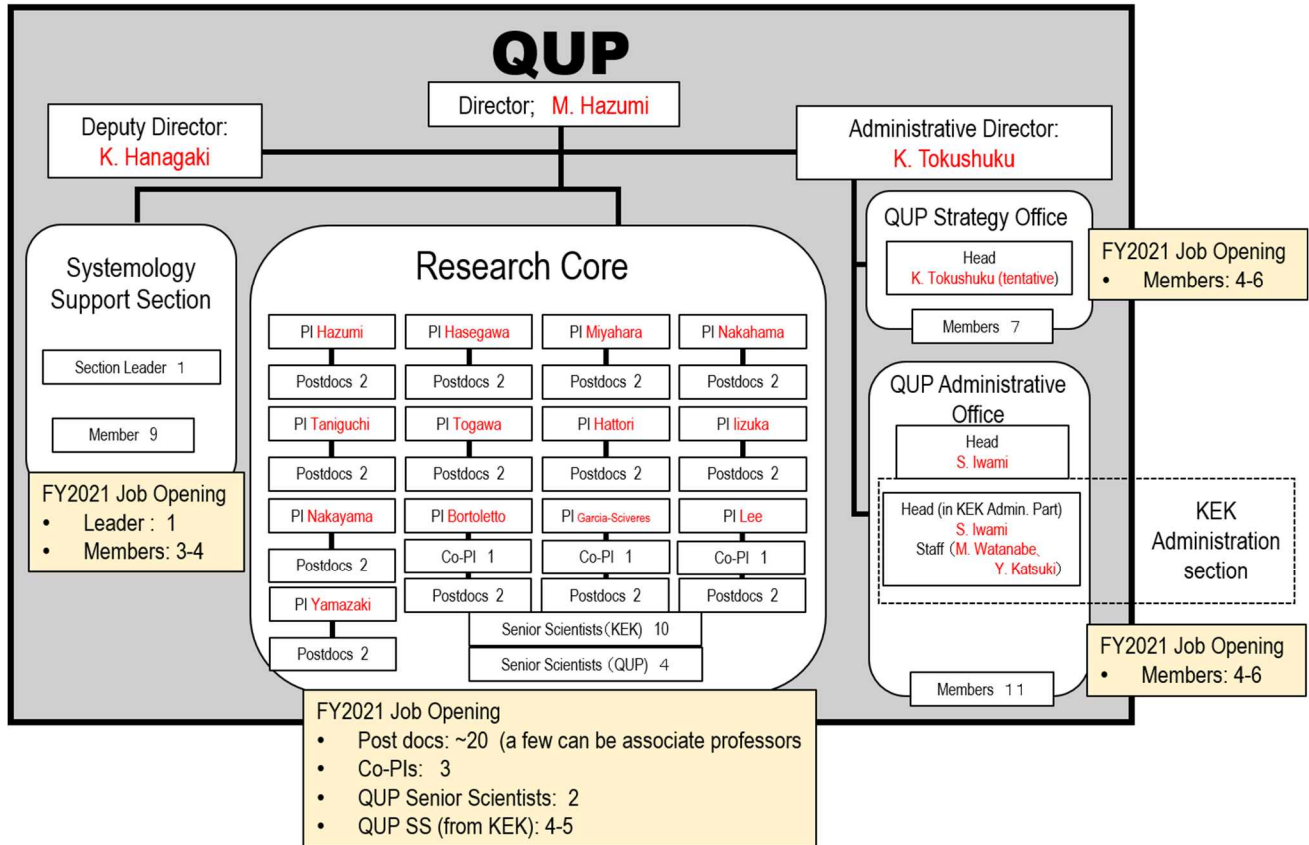 QUP
Director; M. Hazumi
Deputy Director:
K. Hanagaki
Administrative Director:
K. Tokushuku
Systemology
Support Section
Section Leader 1
Member 9
FY2021 Job Opening
• Leader : 1
• Members: 3-4
Research Core
PI Hazumi
PI Hasegawa
PI Miyahara
PI Nakahama
Postdocs 2
Postdocs 2
Postdocs 2
Postdocs 2
PI Taniguchi
PI Togawa
PI Hattori
PI Iizuka
Postdocs 2
Postdocs 2
Postdocs 2
Postdocs 2
PI Nakayama
PI Bortoletto
PI Garcia-Sciveres
PI Lee
Postdocs 2
Co-PI 1
Co-PI 1
Co-PI 1
Postdocs 2
Postdocs 2
Postdocs 2
PI Yamazaki
Postdocs 2
Senior Scientists(KEK) 10
Senior Scientists (QUP) 4
FY2021 Job Opening
• Post docs: ~20 (a few can be associate professors
• Co-PIs: 3
• QUP Senior Scientists: 2
• QUP SS (from KEK): 4-5
QUP Strategy Office
Head
K. Tokushuku (tentative)
Members 7
FY2021 Job Opening
• Members: 4-6
QUP Administrative
Office
Head
S. Iwami
Head (in KEK Admin. Part)
S. Iwami
Staff (M. Watanabe、
Y. Katsuki)
KEK
Administration
section
Members 11
FY2021 Job Opening
• Members: 4-6